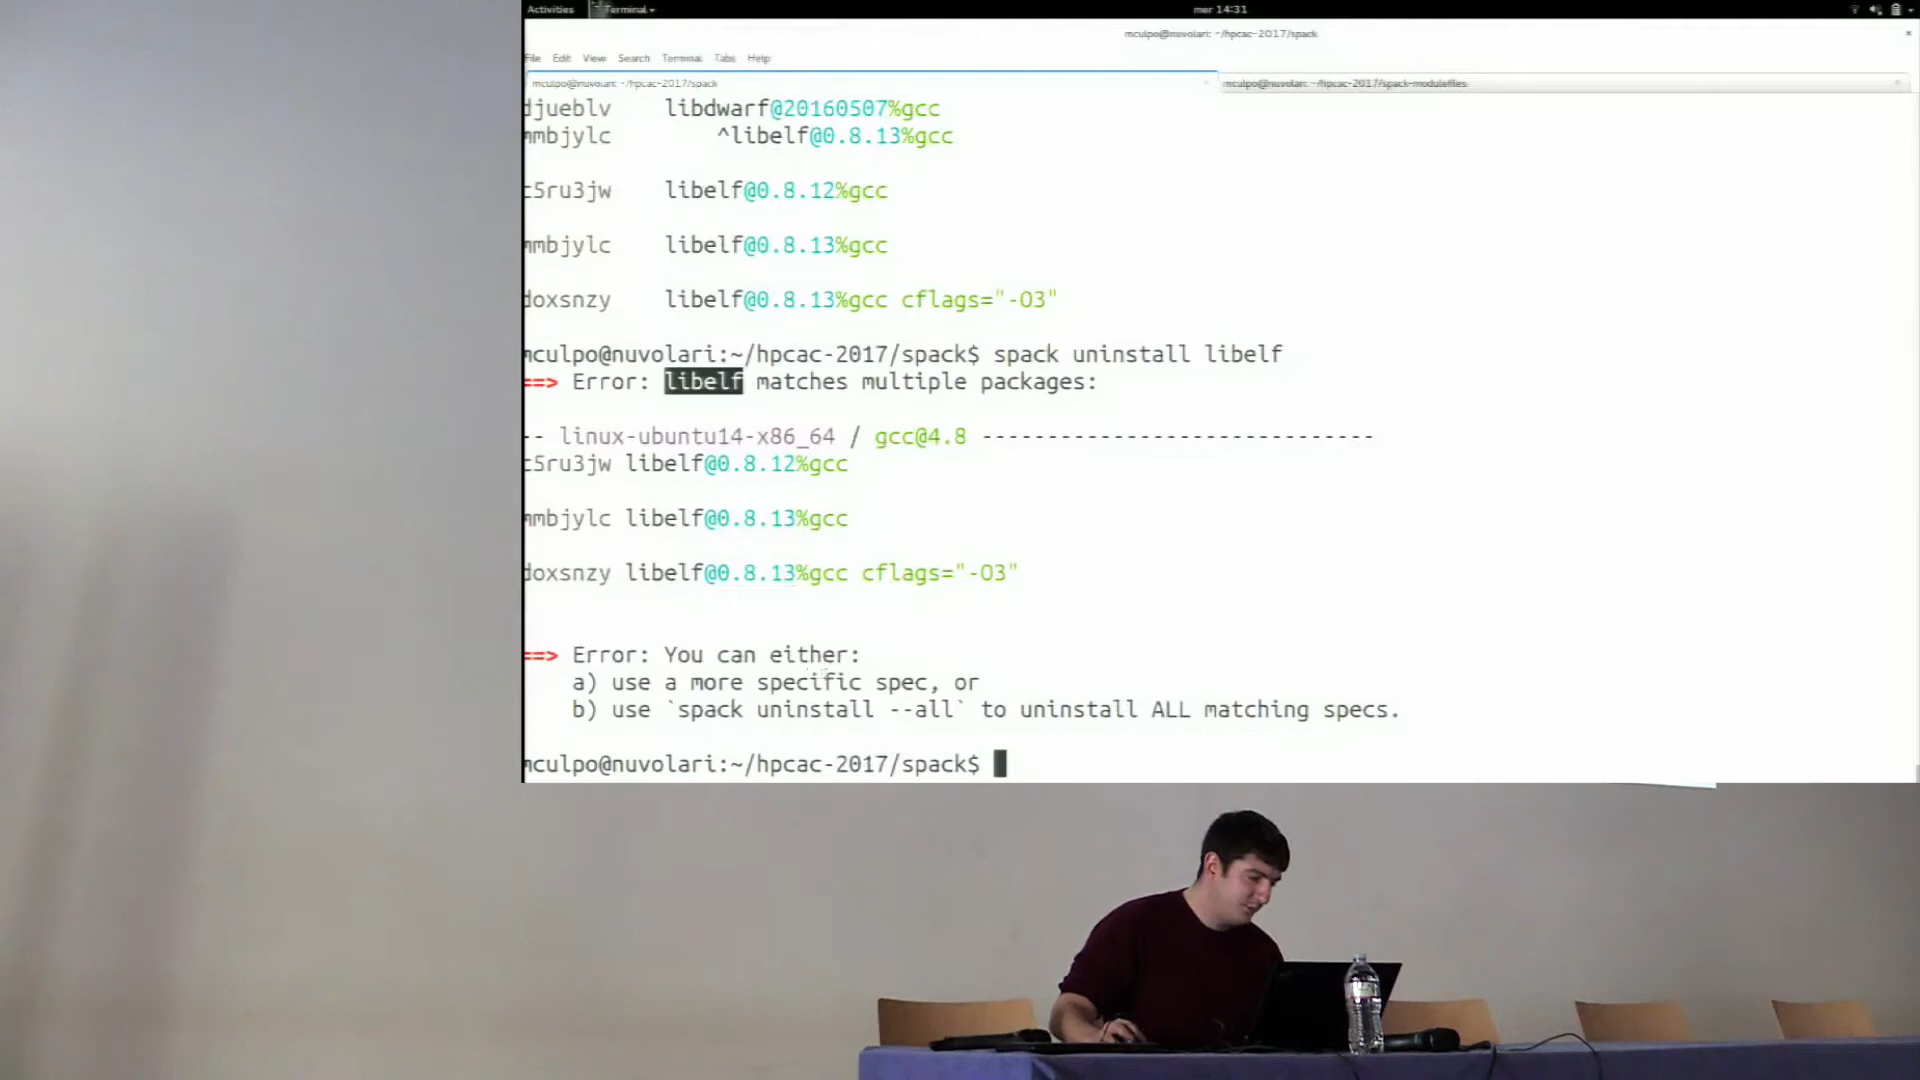 Activities Terminal mer 14:31
mculpo@nuvolari: ~/hpcac-2017/spack
File Edit View Search Terminal Tabs Help
mculpo@nuvolari: ~/hpcac-2017/spack mculpo@nuvolari: ~/hpcac-2017/spack-modulefiles
djueblv libdwarf@20160507%gcc
mmbjylc ^libelf@0.8.13%gcc
c5ru3jw libelf@0.8.12%gcc
mmbjylc libelf@0.8.13%gcc
doxsnzy libelf@0.8.13%gcc cflags="-O3"
mculpo@nuvolari:~/hpcac-2017/spack$ spack uninstall libelf
==> Error: libelf matches multiple packages:
-- linux-ubuntu14-x86_64 / gcc@4.8 ------------------------------
c5ru3jw libelf@0.8.12%gcc
mmbjylc libelf@0.8.13%gcc
doxsnzy libelf@0.8.13%gcc cflags="-O3"
==> Error: You can either:
a) use a more specific spec, or
b) use `spack uninstall --all` to uninstall ALL matching specs.
mculpo@nuvolari:~/hpcac-2017/spack$